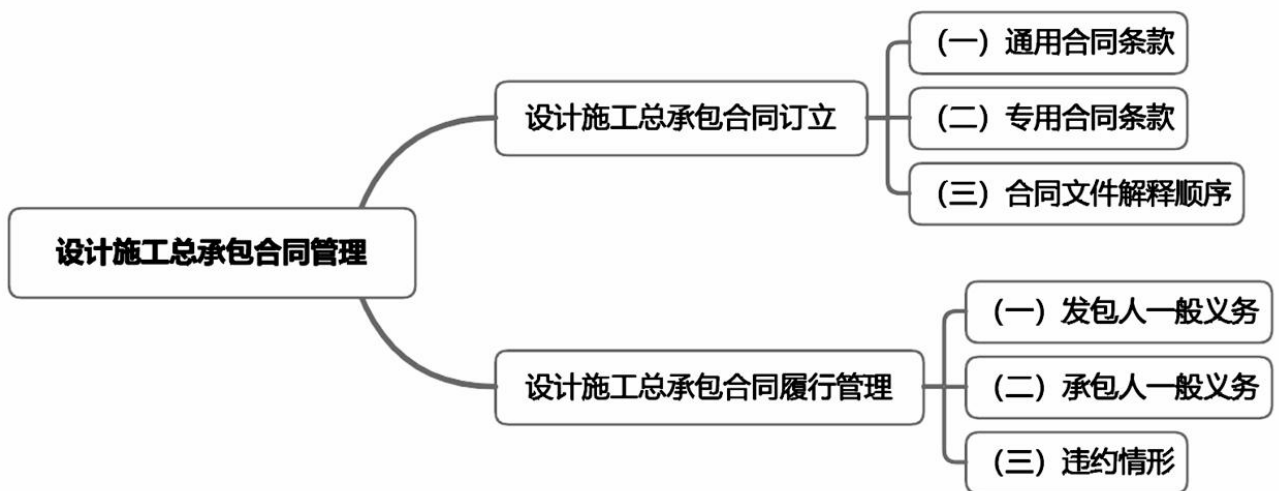 设计施工总承包合同管理
设计施工总承包合同订立
（一）通用合同条款
（二）专用合同条款
（三）合同文件解释顺序
设计施工总承包合同履行管理
（一）发包人一般义务
（二）承包人一般义务
（三）违约情形